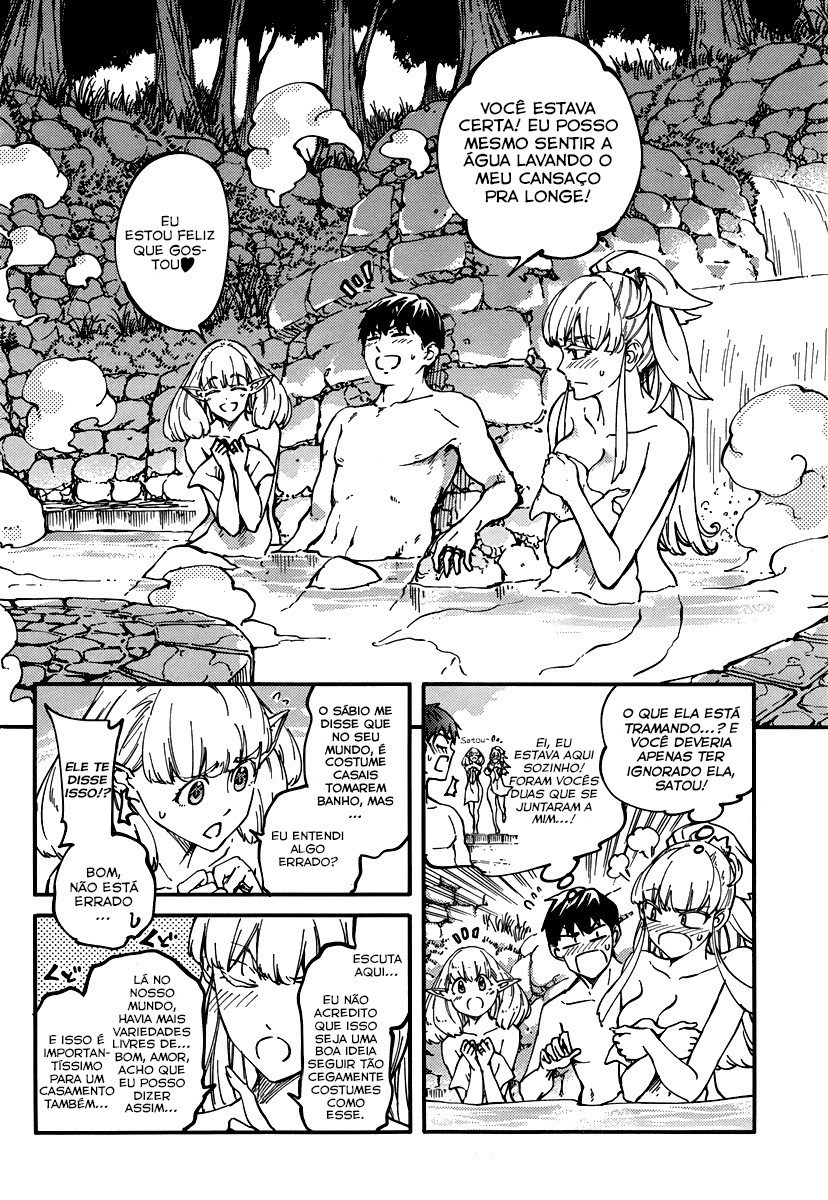 VOCÊ ESTAVA
CERTA! EU POSSO
MESMO SENTIR A
ÁGUA LAVANDO O
MEU CANSAÇO
PRA LONGE!
EU
ESTOU FELIZ
QUE GOS-
TOU♥
O QUE ELA ESTÁ
TRAMANDO...? E
VOCÊ DEVERIA
APENAS TER
IGNORADO ELA,
SATOU!
EI, EU
ESTAVA AQUI
SOZINHO!
FORAM VOCÊS
DUAS QUE SE
JUNTARAM A
MIM...!
O SÁBIO ME
DISSE QUE
NO SEU
MUNDO, É
COSTUME
CASAIS
TOMAREM
BANHO, MAS
...
EU ENTENDI
ALGO
ERRADO?
ELE TE
DISSE
ISSO!?
BOM,
NÃO ESTÁ
ERRADO
...
ESCUTA
AQUI...
EU NÃO
ACREDITO
QUE ISSO
SEJA UMA
BOA IDEIA
SEGUIR TÃO
CEGAMENTE
COSTUMES
COMO
ESSE.
くど
くど
LÁ NO
NOSSO
MUNDO,
HAVIA MAIS
VARIEDADES
LIVRES DE...
BOM, AMOR,
ACHO QUE
EU POSSO
DIZER
ASSIM...
E ISSO É
IMPORTAN-
TÍSSIMO
PARA UM
CASAMENTO
TAMBÉM...